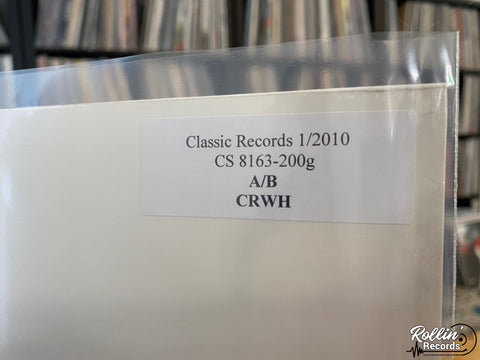 Classic Records 1/2010
CS 8163-200g
A/B
CRWH
Rollin'
Records